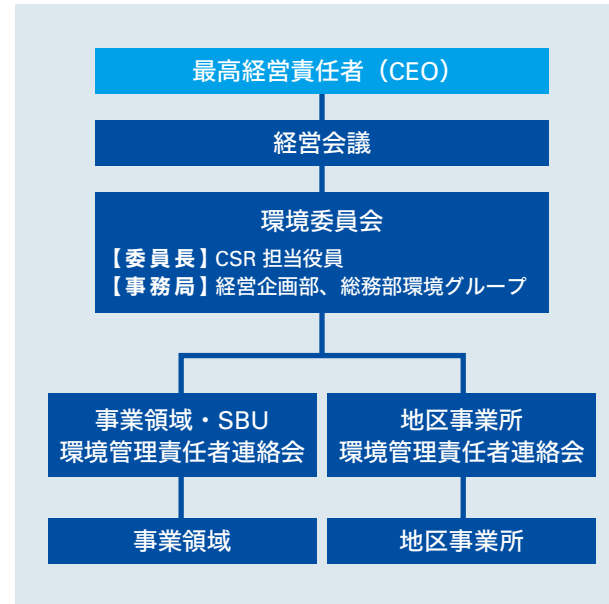 最高経営責任者（CEO）
経営会議
環境委員会
【委員長】CSR 担当役員
【事務局】経営企画部、総務部環境グループ
事業領域・SBU
環境管理責任者連絡会
地区事業所
環境管理責任者連絡会
事業領域
地区事業所